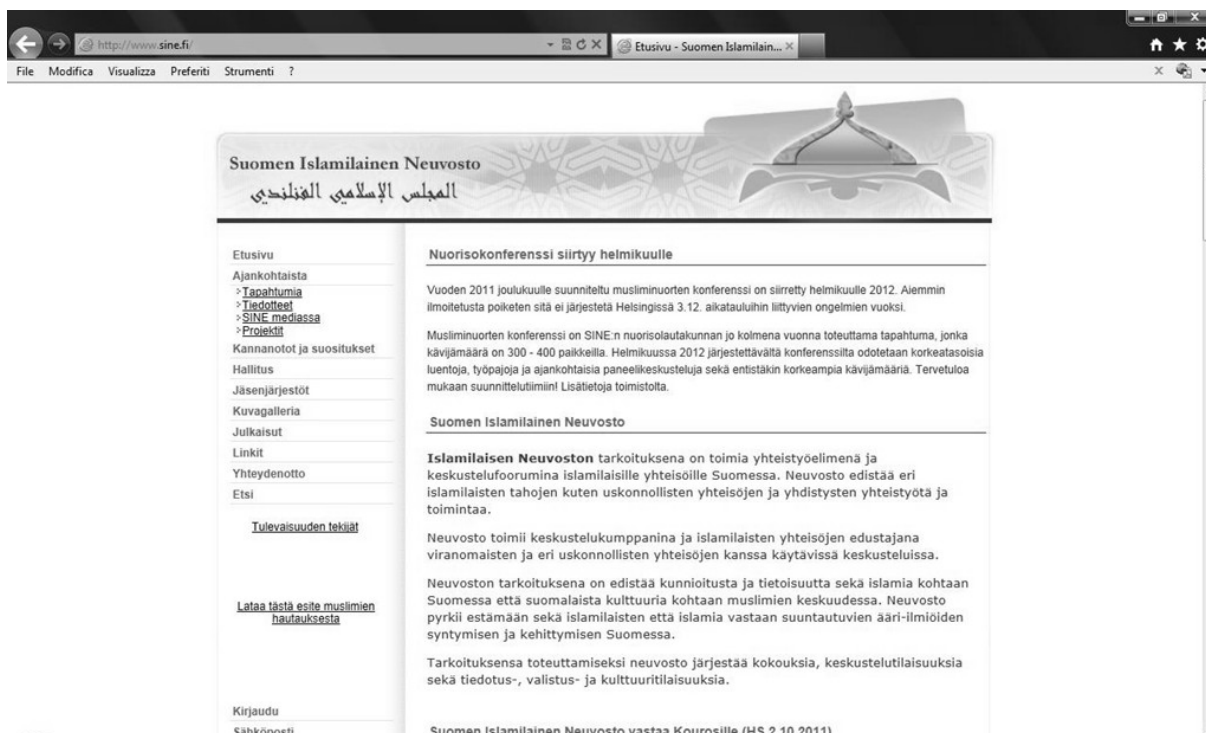 http://www.sine.fi/
Etusivu - Suomen Islamilain...
File Modifica Visualizza Preferiti Strumenti ?
Suomen Islamilainen Neuvosto
المجلس الإسلامي الفنلندي
Etusivu
Ajankohtaista
> Tapahtumia
> Tiedotteet
> SINE mediassa
> Projektit
Kannanotot ja suositukset
Hallitus
Jäsenjärjestöt
Kuvagalleria
Julkaisut
Linkit
Yhteydenotto
Etsi
Tulevaisuuden tekijät
Lataa tästä esite muslimien
hautauksesta
Kirjaudu
Sähköposti
Nuorisokonferenssi siirtyy helmikuulle
Vuoden 2011 joulukuulle suunniteltu musliminuorten konferenssi on siirretty helmikuulle 2012. Aiemmin
ilmoitetusta poiketen sitä ei järjestetä Helsingissä 3.12. aikatauluihin liittyvien ongelmien vuoksi.
Musliminuorten konferenssi on SINE:n nuorisolautakunnan jo kolmena vuonna toteuttama tapahtuma, jonka
kävijämäärä on 300 - 400 paikkeilla. Helmikuussa 2012 järjestettävältä konferenssilta odotetaan korkeatasoisia
luentoja, työpajoja ja ajankohtaisia paneelikeskusteluja sekä entistäkin korkeampia kävijämääriä. Tervetuloa
mukaan suunnittelutiimiin! Lisätietoja toimistolta.
Suomen Islamilainen Neuvosto
Islamilaisen Neuvoston tarkoituksena on toimia yhteistyöelimenä ja
keskustelufoorumina islamilaisille yhteisöille Suomessa. Neuvosto edistää eri
islamilaisten tahojen kuten uskonnollisten yhteisöjen ja yhdistysten yhteistyötä ja
toimintaa.
Neuvosto toimii keskustelukumppanina ja islamilaisten yhteisöjen edustajana
viranomaisten ja eri uskonnollisten yhteisöjen kanssa käytävissä keskusteluissa.
Neuvoston tarkoituksena on edistää kunnioitusta ja tietoisuutta sekä islamia kohtaan
Suomessa että suomalaista kulttuuria kohtaan muslimien keskuudessa. Neuvosto
pyrkii estämään sekä islamilaisten että islamia vastaan suuntautuvien ääri-ilmiöiden
syntymisen ja kehittymisen Suomessa.
Tarkoituksensa toteuttamiseksi neuvosto järjestää kokouksia, keskustelutilaisuuksia
sekä tiedotus-, valistus- ja kulttuuritilaisuuksia.
Suomen Islamilainen Neuvosto vastaa Kourosille (HS 2.10.2011)